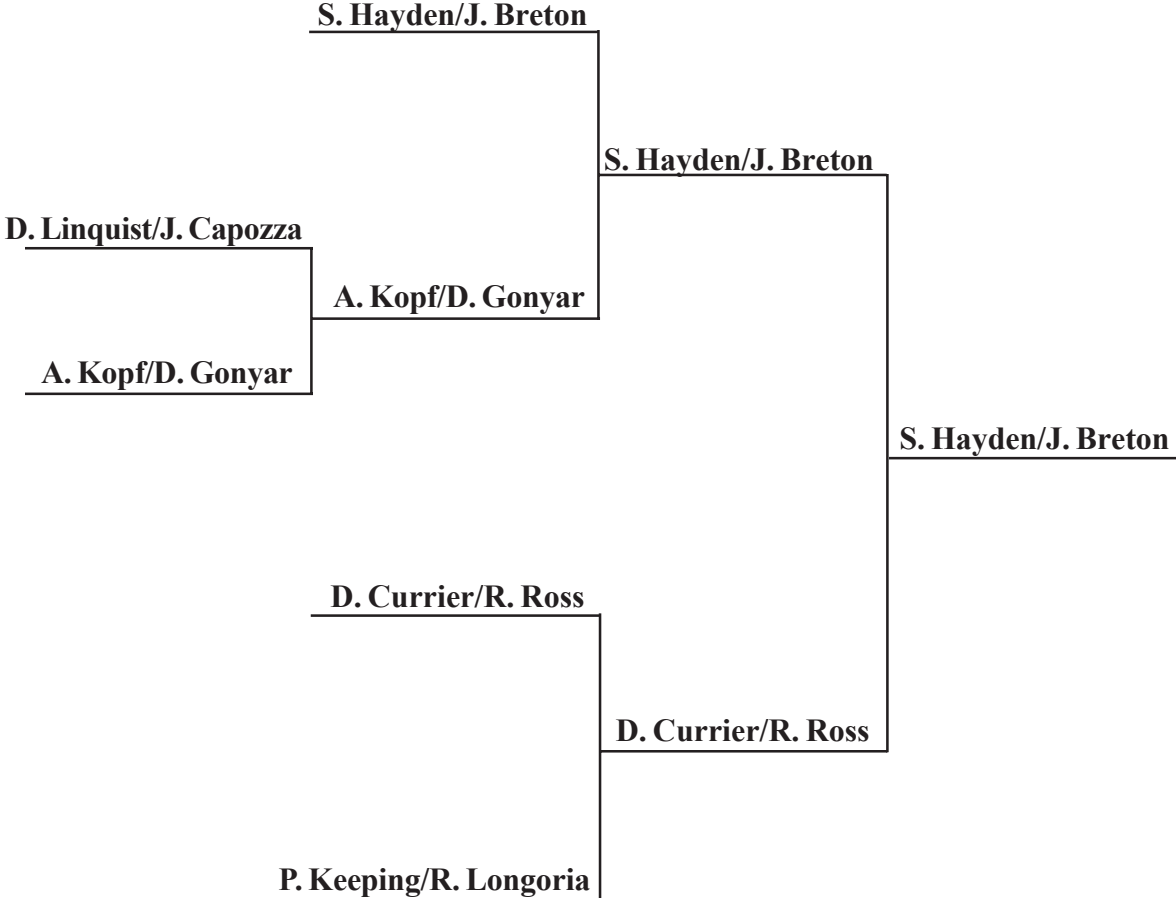 S. Hayden/J. Breton
S. Hayden/J. Breton
D. Linquist/J. Capozza
A. Kopf/D. Gonyar
A. Kopf/D. Gonyar
S. Hayden/J. Breton
D. Currier/R. Ross
D. Currier/R. Ross
P. Keeping/R. Longoria